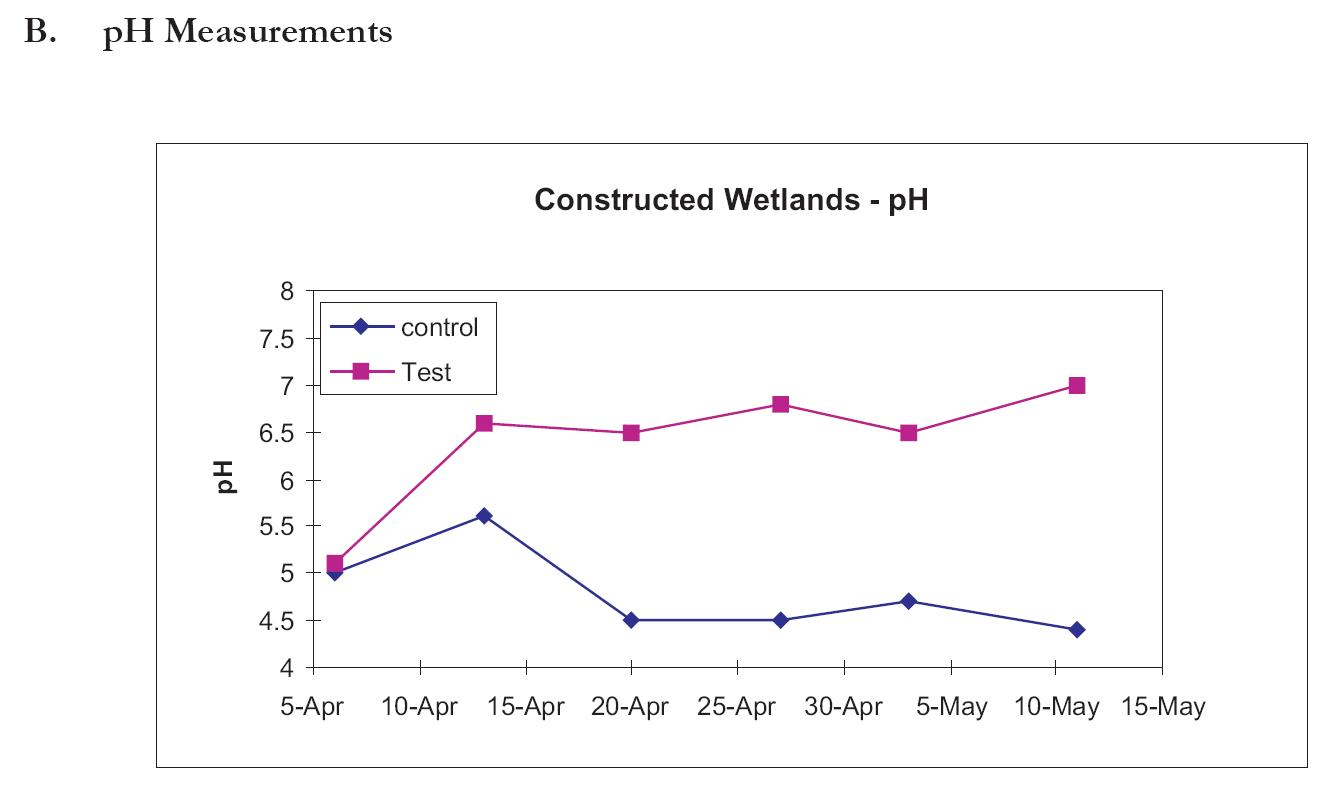 B. pH Measurements
Constructed Wetlands - pH
8
7.5
7
6.5
6
5.5
5
4.5
4
control
Test
pH
5-Apr 10-Apr 15-Apr 20-Apr 25-Apr 30-Apr 5-May 10-May 15-May